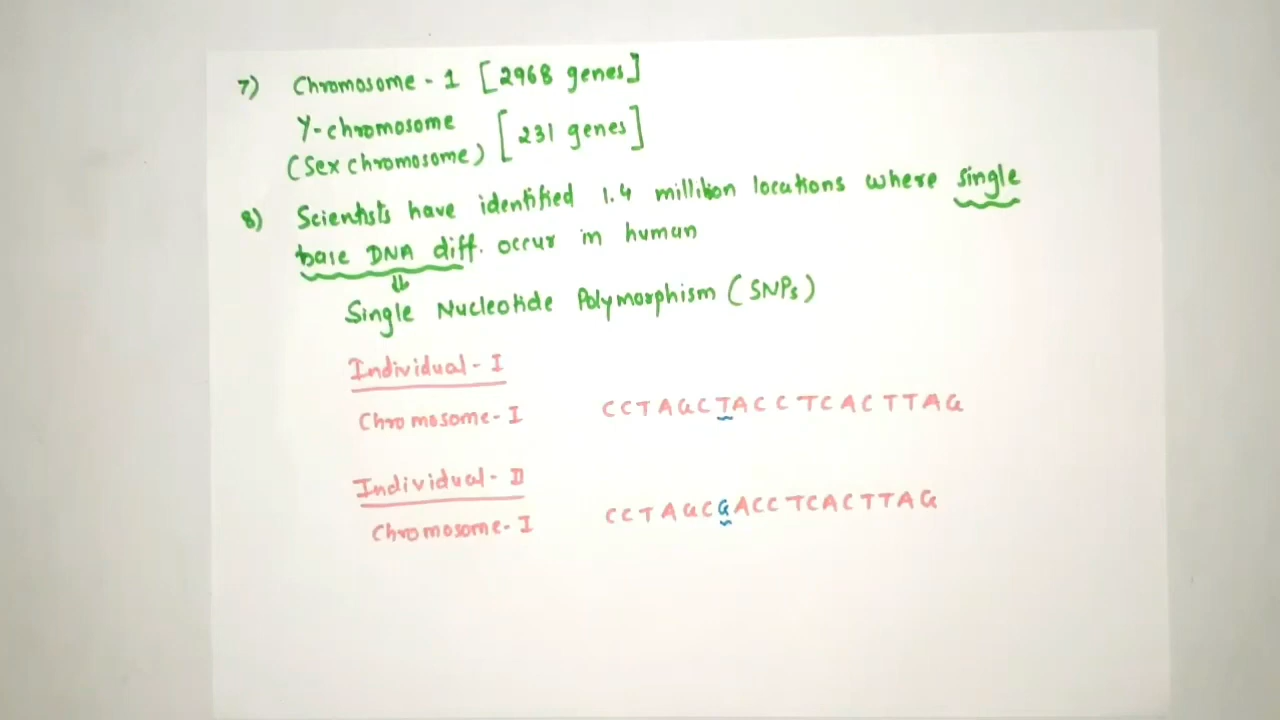 7) Chromosome - 1 [2968 genes]
Y-chromosome
(Sex chromosome) [231 genes]
8) Scientists have identified 1.4 million locations where single
base DNA diff. occur in human
⇓
Single Nucleotide Polymorphism (SNPs)
Individual - I
Chromosome - I CCTAGCTACCTCACTTAG
Individual - II
Chromosome - I CCTAGCGACCTCACTTAG